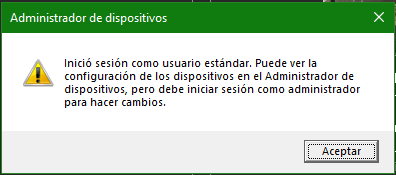 Administrador de dispositivos
Inició sesión como usuario estándar. Puede ver la
configuración de los dispositivos en el Administrador de
dispositivos, pero debe iniciar sesión como administrador
para hacer cambios.
Aceptar